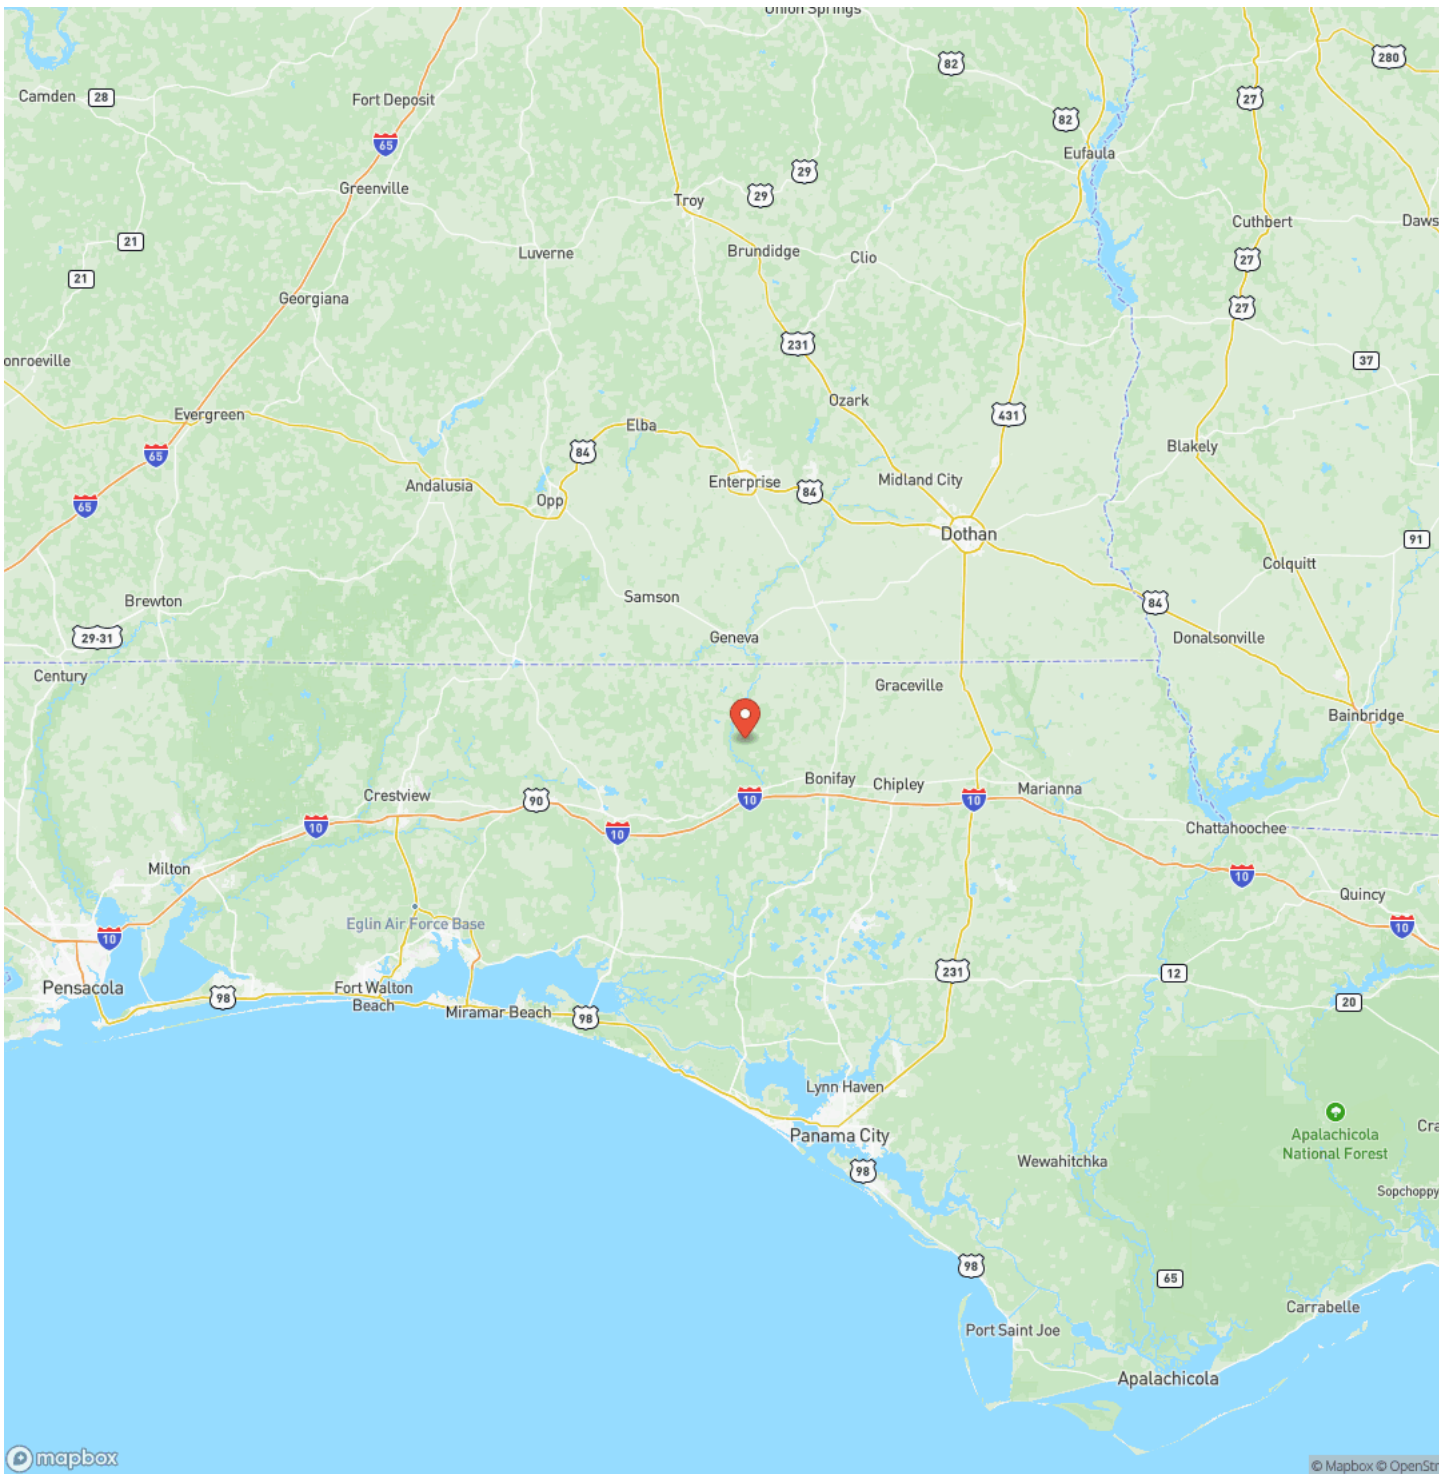 Union Springs
82
280
Camden
28
Fort Deposit
27
82
65
Eufaula
29
Greenville
29
Troy
Cuthbert
Daws
21
Brundidge
Clio
27
Luverne
21
Georgiana
27
231
onroeville
37
Ozark
Evergreen
431
Elba
Blakely
65
84
Midland City
Enterprise
Andalusia
84
Opp
65
Dothan
91
Colquitt
Samson
Brewton
84
29-31
Geneva
Donalsonville
Century
Graceville
Bainbridge
Bonifay
Chipley
Marianna
Crestview
90
10
10
10
10
Chattahoochee
Milton
10
Quincy
Eglin Air Force Base
10
10
231
12
Pensacola
Fort Walton
Beach
98
20
Miramar Beach
98
Lynn Haven
Panama City
Apalachicola
National Forest
Cra
98
Wewahitchka
Sopchoppy
98
65
Carrabelle
Port Saint Joe
Apalachicola
mapbox
© Mapbox © OpenStr